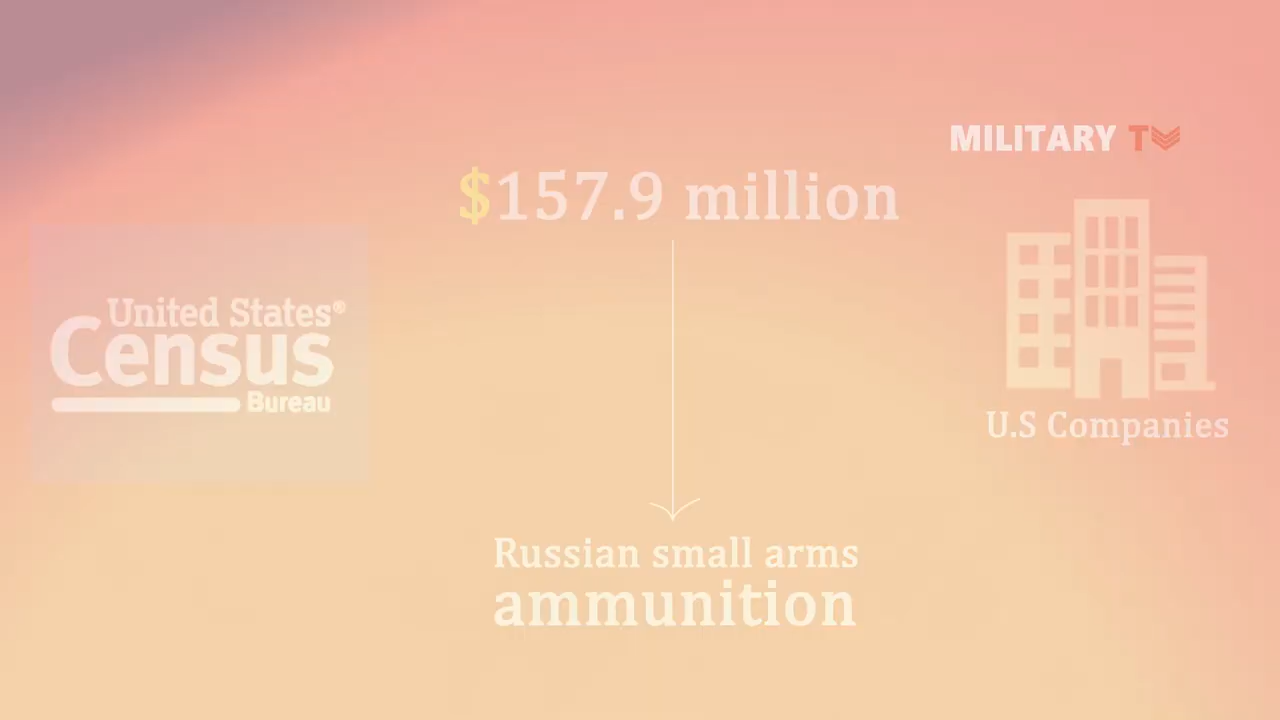 MILITARY TV
$157.9 million
United States®
Census
Bureau
U.S Companies
Russian small arms
ammunition